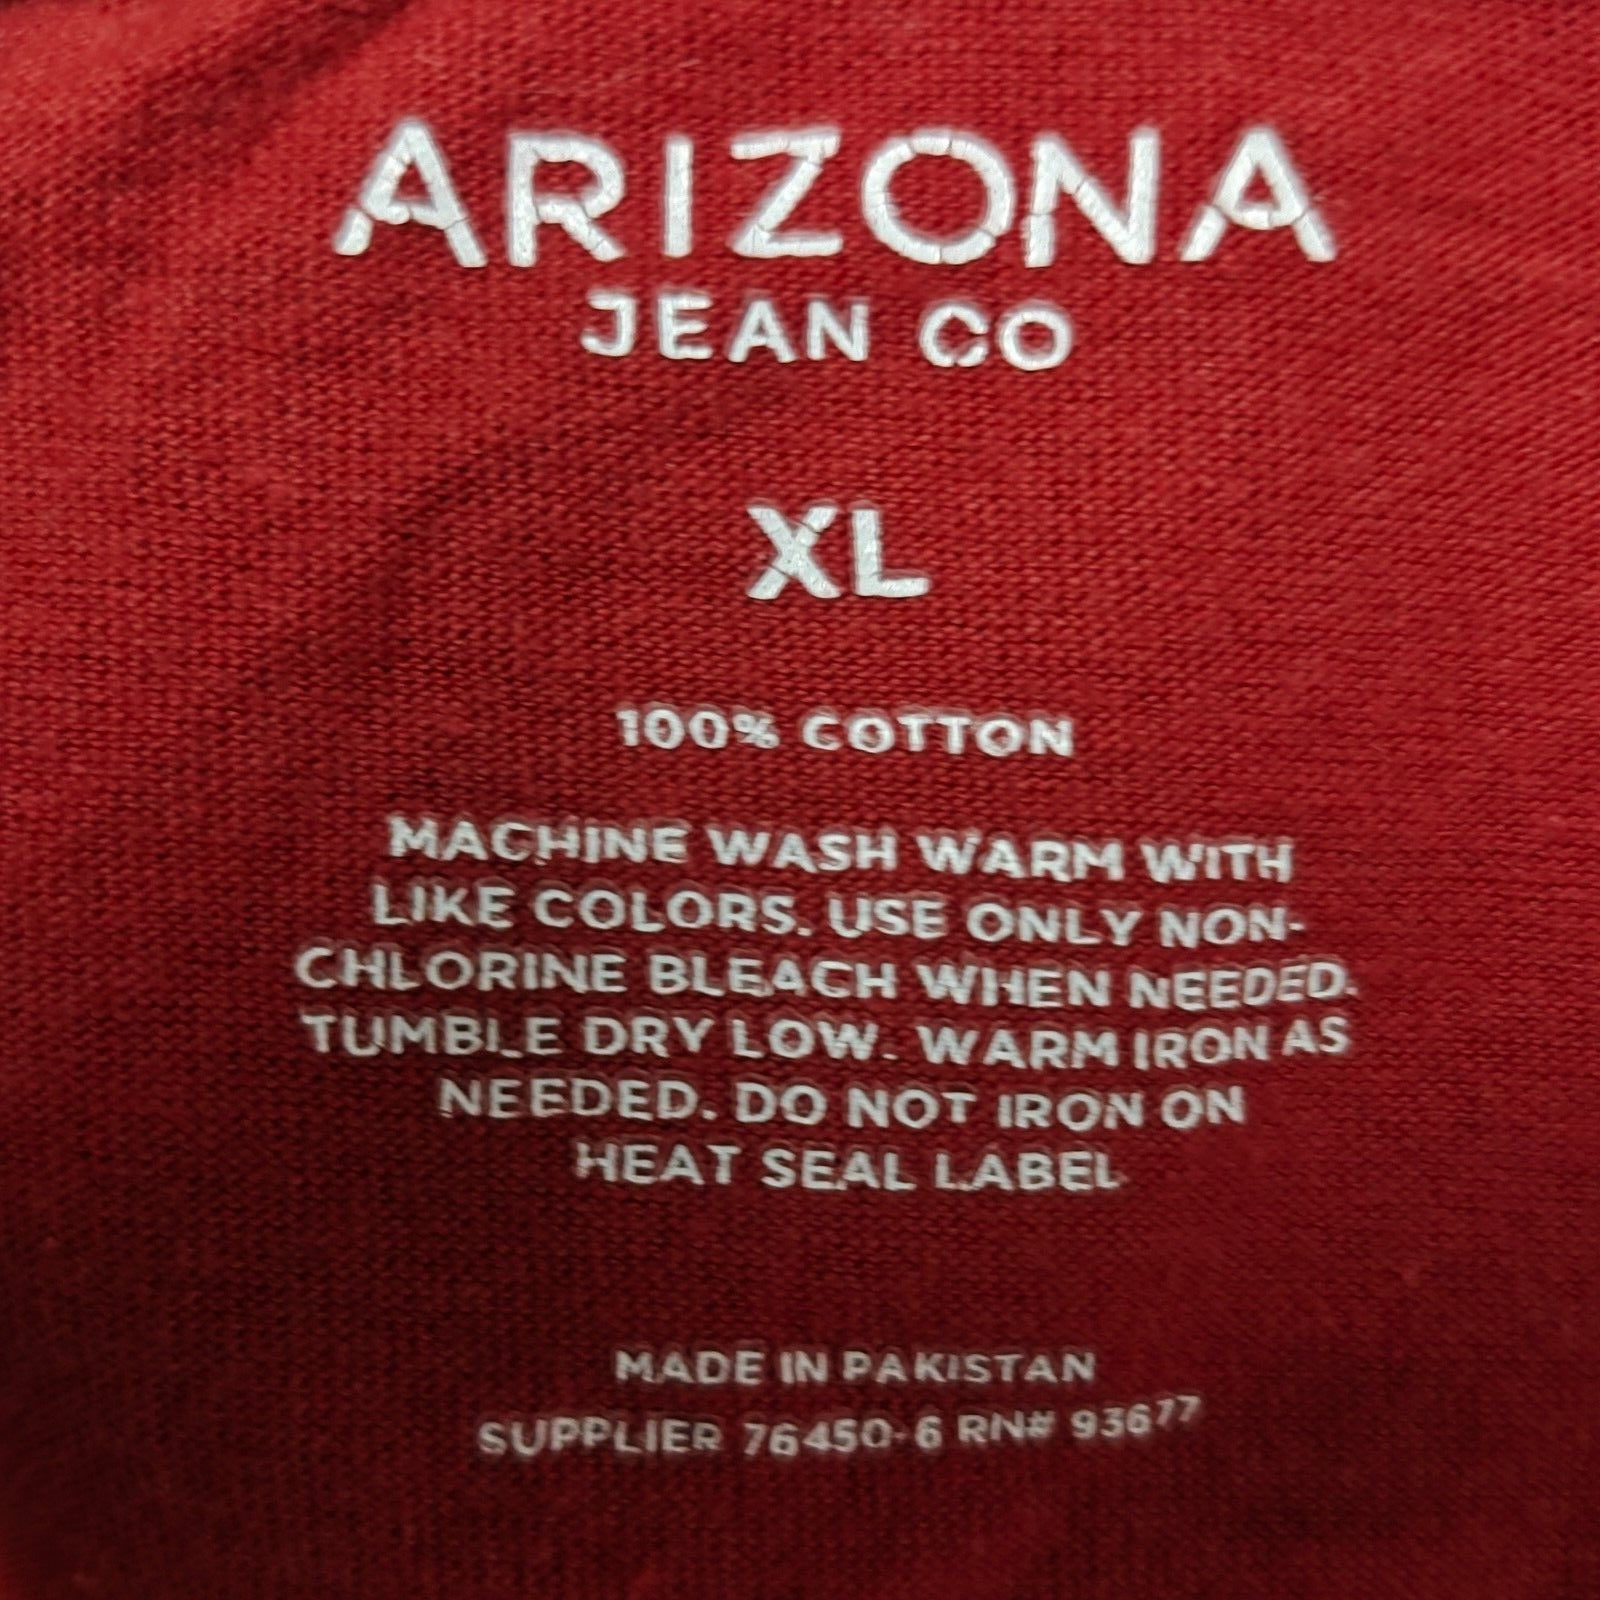 ARIZONA
JEAN CO
XL
100% COTTON
MACHINE WASH WARM WITH
LIKE COLORS. USE ONLY NON-
CHLORINE BLEACH WHEN NEEDED.
TUMBLE DRY LOW. WARM IRON AS
NEEDED. DO NOT IRON ON
HEAT SEAL LABEL
MADE IN PAKISTAN
SUPPLIER 76450-6 RN# 93677